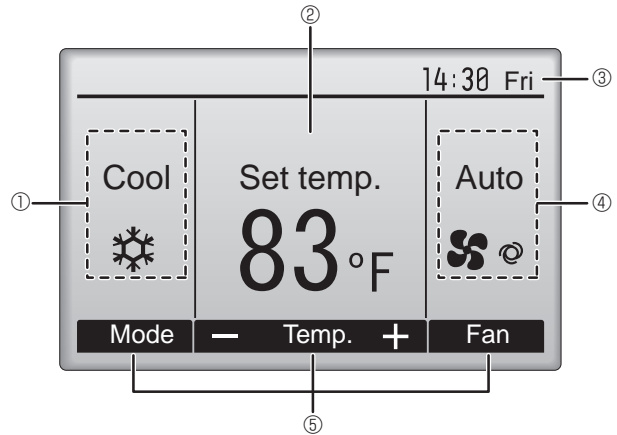 ②
14:30 Fri
③
①
Cool
Set temp.
Auto
④
83°F
Mode
− Temp. +
Fan
⑤